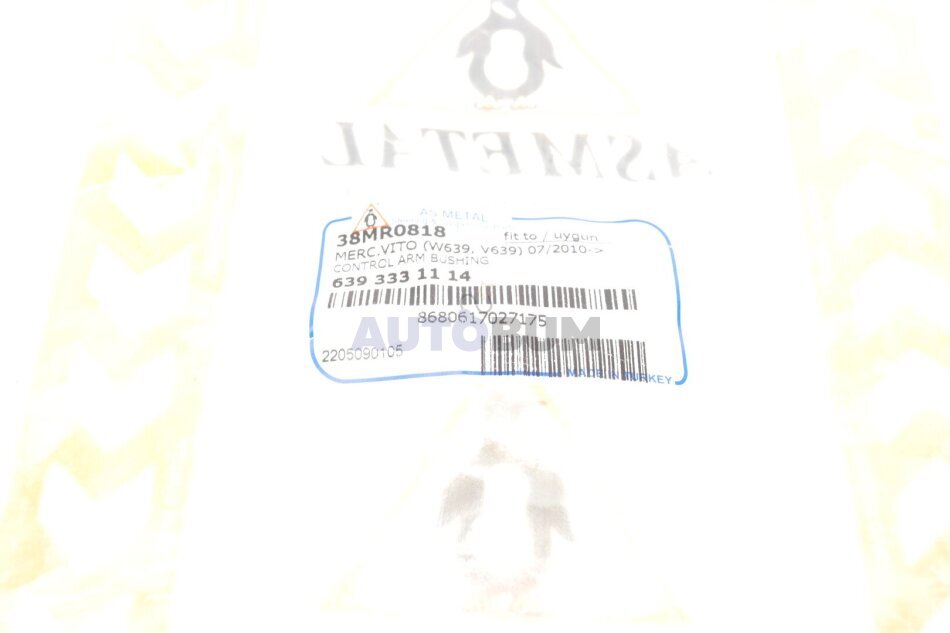 ASMETAL
AS METAL
38MR0818 fit to / uygun
MERC.VITO (W639, V639) 07/2010->
CONTROL ARM BUSHING
639 333 11 14
8680617027175
AUTOBUM
2205090105
MADE IN TURKEY